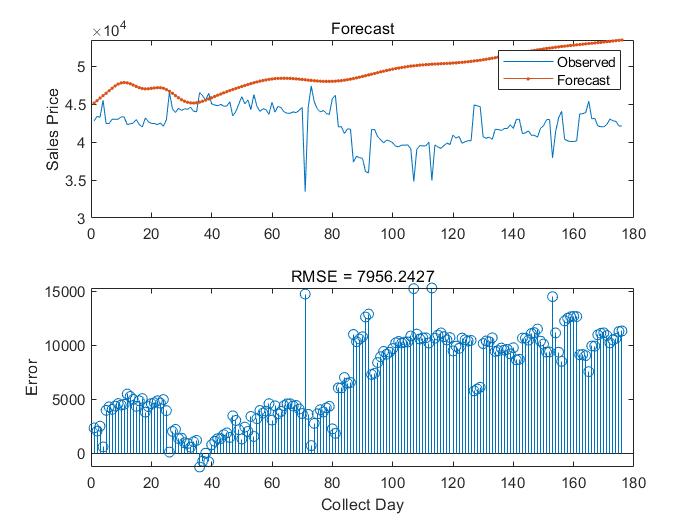 ×10⁴
Forecast
5
4.5
4
3.5
3
Sales Price
Observed
Forecast
0 20 40 60 80 100 120 140 160 180
RMSE = 7956.2427
15000
10000
5000
0
Error
0 20 40 60 80 100 120 140 160 180
Collect Day